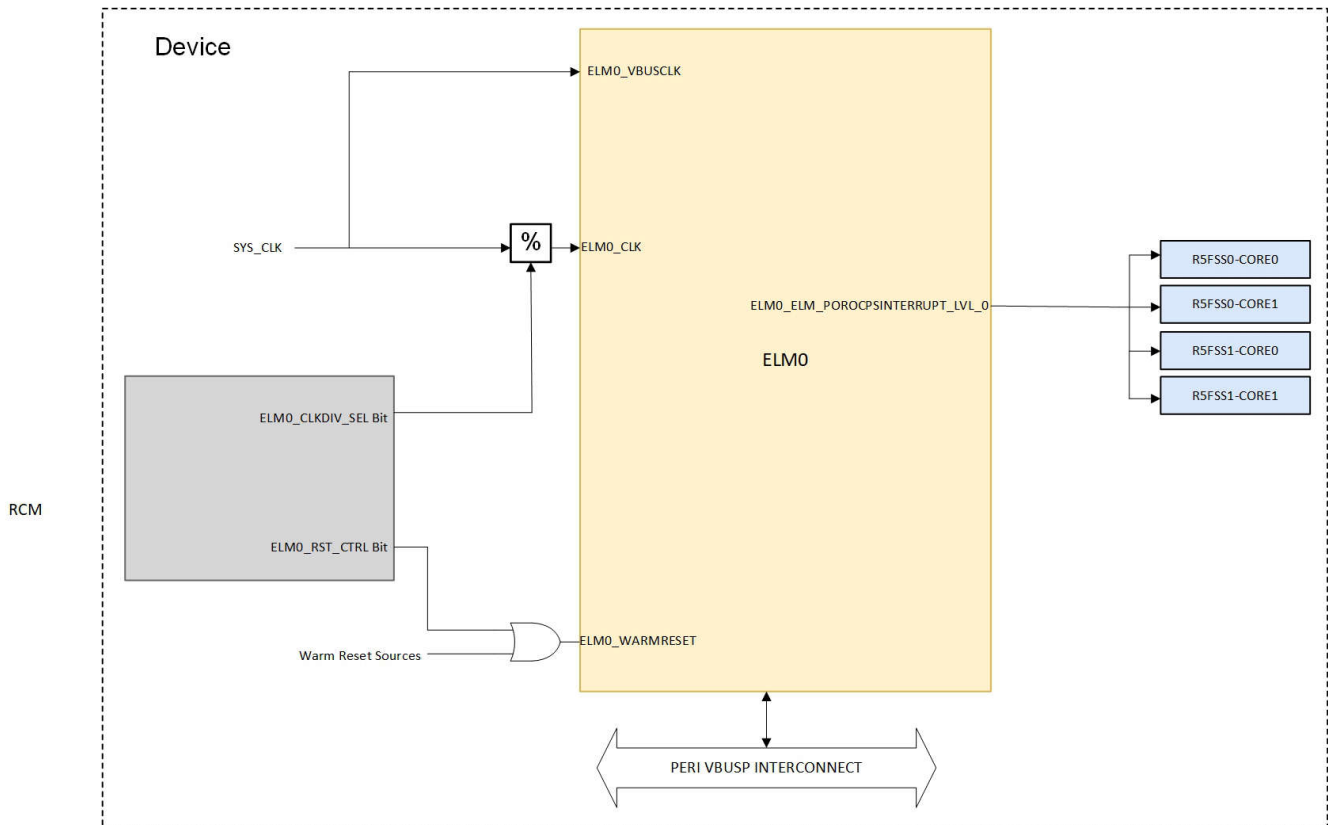 Device
ELM0_VBUSCLK
SYS_CLK
%
ELM0_CLK
R5FSS0-CORE0
ELM0_ELM_POROCPSINTERRUPT_LVL_0
R5FSS0-CORE1
ELM0
R5FSS1-CORE0
R5FSS1-CORE1
ELM0_CLKDIV_SEL Bit
RCM
ELM0_RST_CTRL Bit
ELM0_WARMRESET
Warm Reset Sources
PERI VBUSP INTERCONNECT